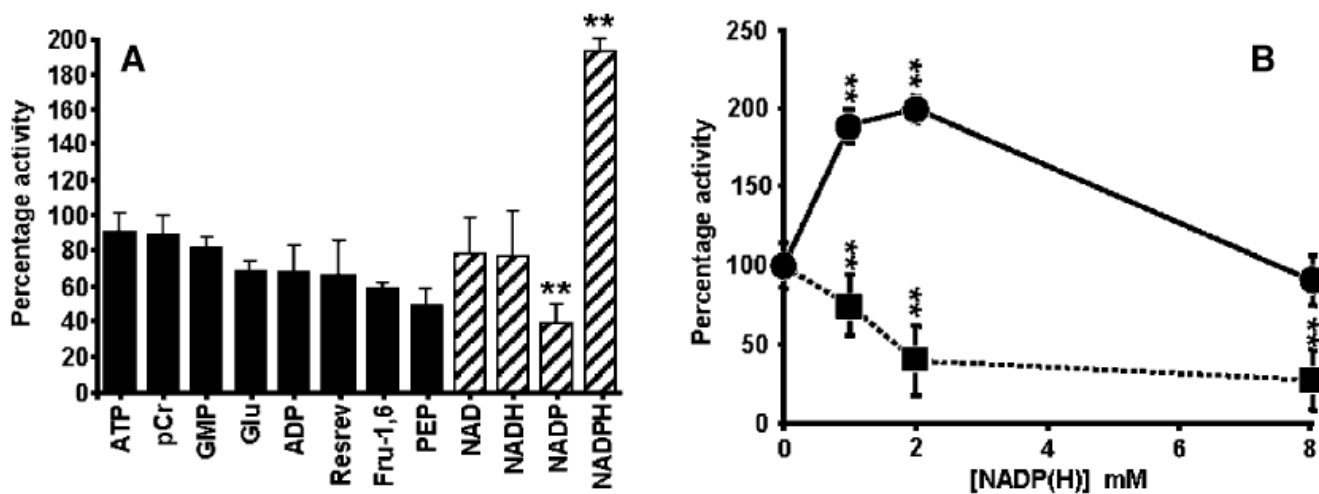 A
Percentage activity
200
180
160
140
120
100
80
60
40
20
0
**
**
ATP
pCr
GMP
Glu
ADP
Resrev
Fru-1,6
PEP
NAD
NADH
NADP
NADPH
B
Percentage activity
250
200
150
100
50
0
**
**
**
**
**
0 2 4 6 8
[NADP(H)] mM